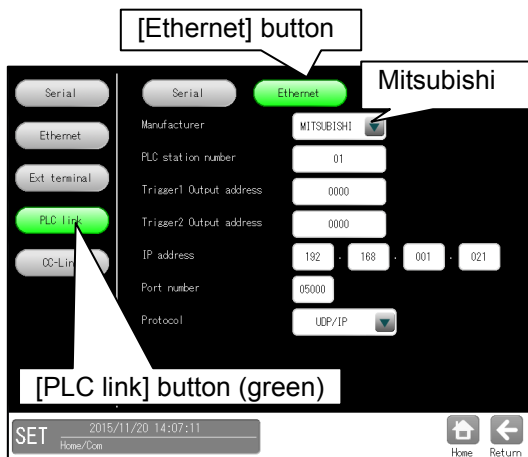 [Ethernet] button
Mitsubishi
Serial
Ethernet
Ext terminal
PLC link
CC-Lin
Serial
Ethernet
Manufacturer
MITSUBISHI
PLC station number
01
Trigger1 Output address
0000
Trigger2 Output address
0000
IP address
192 . 168 . 001 . 021
Port number
05000
Protocol
UDP/IP
[PLC link] button (green)
SET
2015/11/20 14:07:11
Home/Com
Home
Return